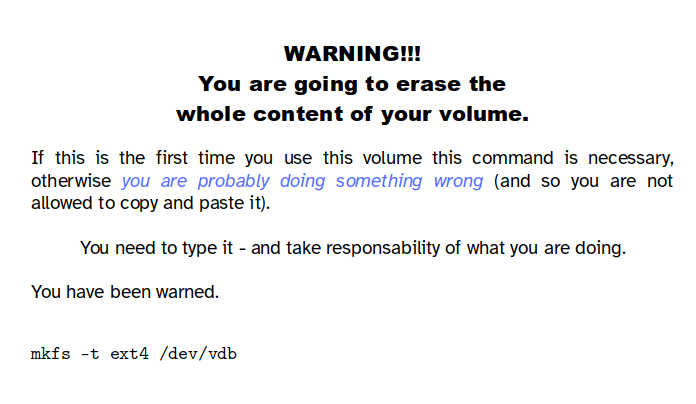 WARNING!!!
You are going to erase the
whole content of your volume.
If this is the first time you use this volume this command is necessary,
otherwise you are probably doing something wrong (and so you are not
allowed to copy and paste it).
You need to type it - and take responsability of what you are doing.
You have been warned.
mkfs -t ext4 /dev/vdb